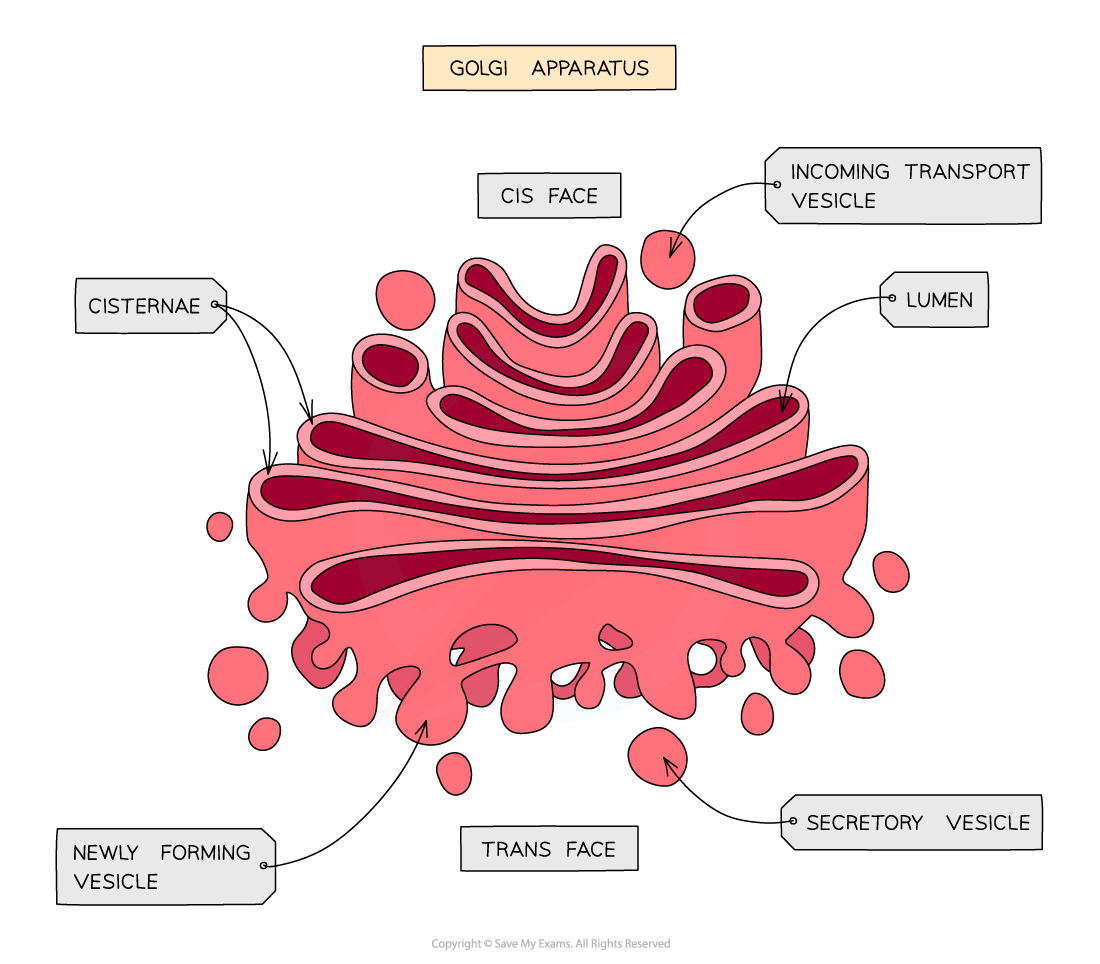 GOLGI APPARATUS
CIS FACE
INCOMING TRANSPORT
VESICLE
CISTERNAE
LUMEN
NEWLY FORMING
VESICLE
TRANS FACE
SECRETORY VESICLE
Copyright © Save My Exams. All Rights Reserved